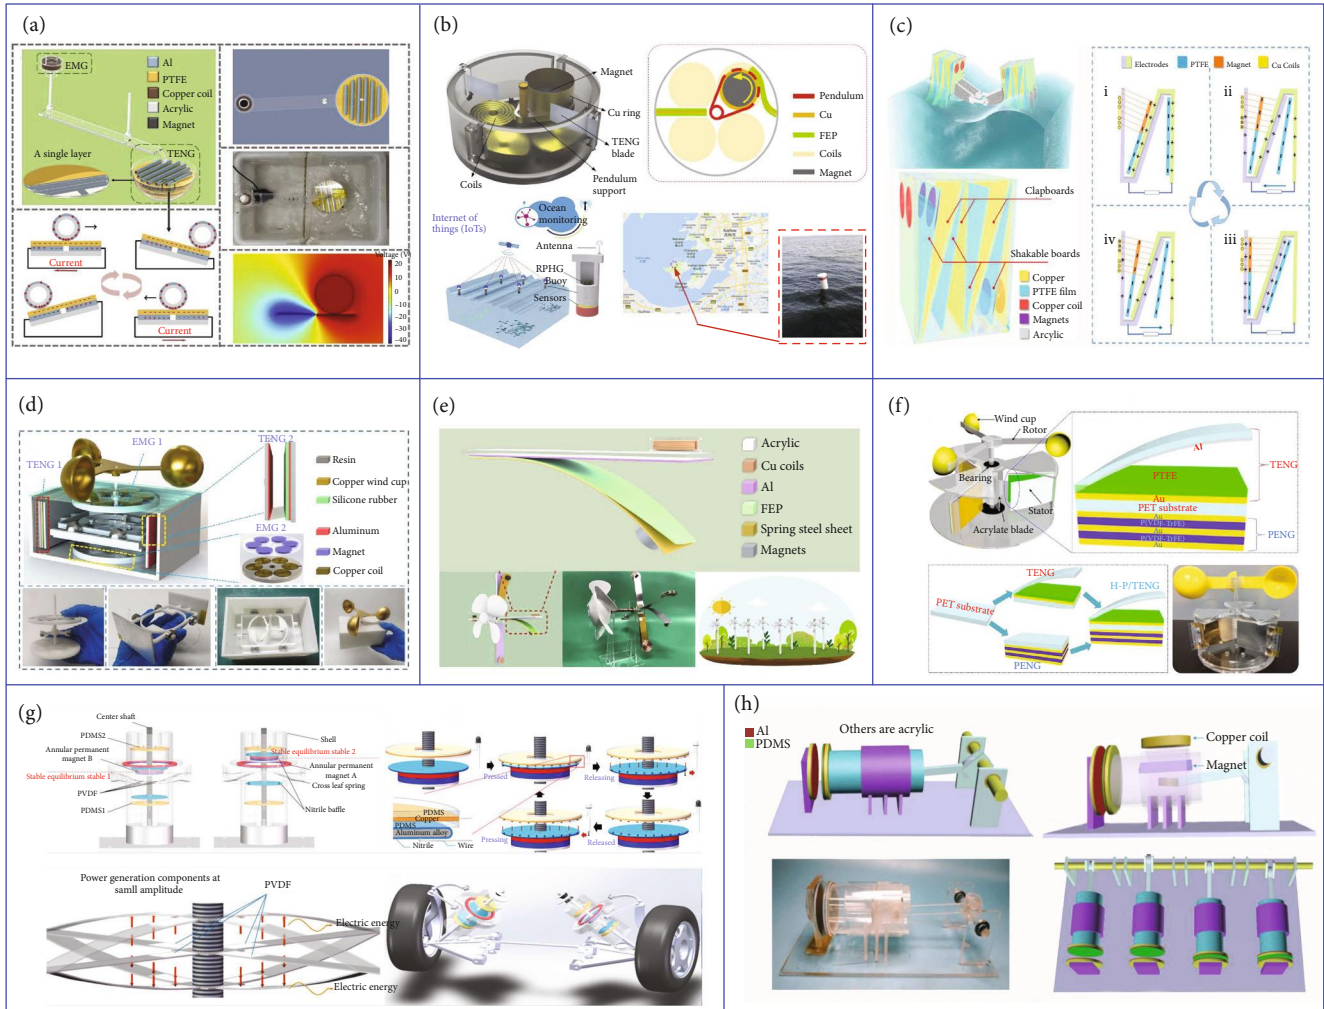 (a)
EMG
Al
PTFE
Copper coil
Acrylic
Magnet
A single layer
TENG
Current
Current
Voltage (V)
20
10
0
−10
−20
−30
−40
(b)
Magnet
Cu ring
TENG
blade
Pendulum
support
Coils
Pendulum
Cu
FEP
Coils
Magnet
Internet of
things (IoTs)
Ocean
monitoring
Antenna
RPHG
Buoy
Sensors
(c)
Clapboards
Shakable boards
Copper
PTFE film
Copper coil
Magnets
Arcylic
Electrodes
PTFE
Magnet
Cu Coils
i
ii
iv
iii
(d)
TENG 1
EMG 1
TENG 2
EMG 2
Resin
Copper wind cup
Silicone rubber
Aluminum
Magnet
Copper coil
(e)
Acrylic
Cu coils
Al
FEP
Spring steel sheet
Magnets
(f)
Wind cup
Rotor
Bearing
Stator
Acrylate blade
Al
PTFE
Au
PET substrate
Au
P(VDF-TrFE)
Au
P(VDF-TrFE)
Au
TENG
PENG
TENG
H-P/TENG
PET substrate
PENG
(g)
Center shaft
PDMS2
Annular permanent
magnet B
Stable equilibrium stable 1
PVDF
PDMS1
Shell
Stable equilibrium stable 2
Annular permanent
magnet A
Cross leaf spring
Nitrile baffle
Pressed
Releasing
PDMS
Copper
PDMS
Aluminum alloy
Nitrile
Wire
Pressing
Released
Power generation components at
samll amplitude
PVDF
Electric energy
Electric energy
(h)
Al
PDMS
Others are acrylic
Copper coil
Magnet